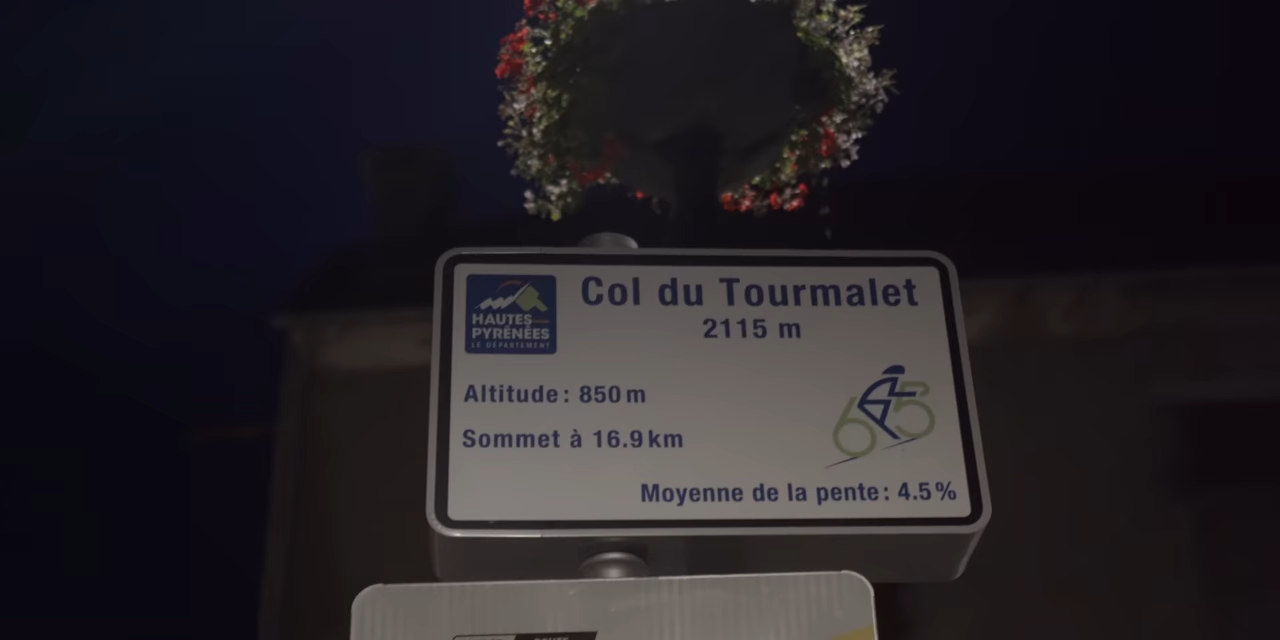 Col du Tourmalet
2115 m
HAUTES
PYRÉNÉES
LE DÉPARTEMENT
Altitude : 850 m
Sommet à 16.9 km
65
Moyenne de la pente : 4.5 %